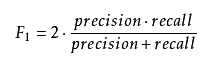 F₁ = 2 · (precision · recall) / (precision + recall)